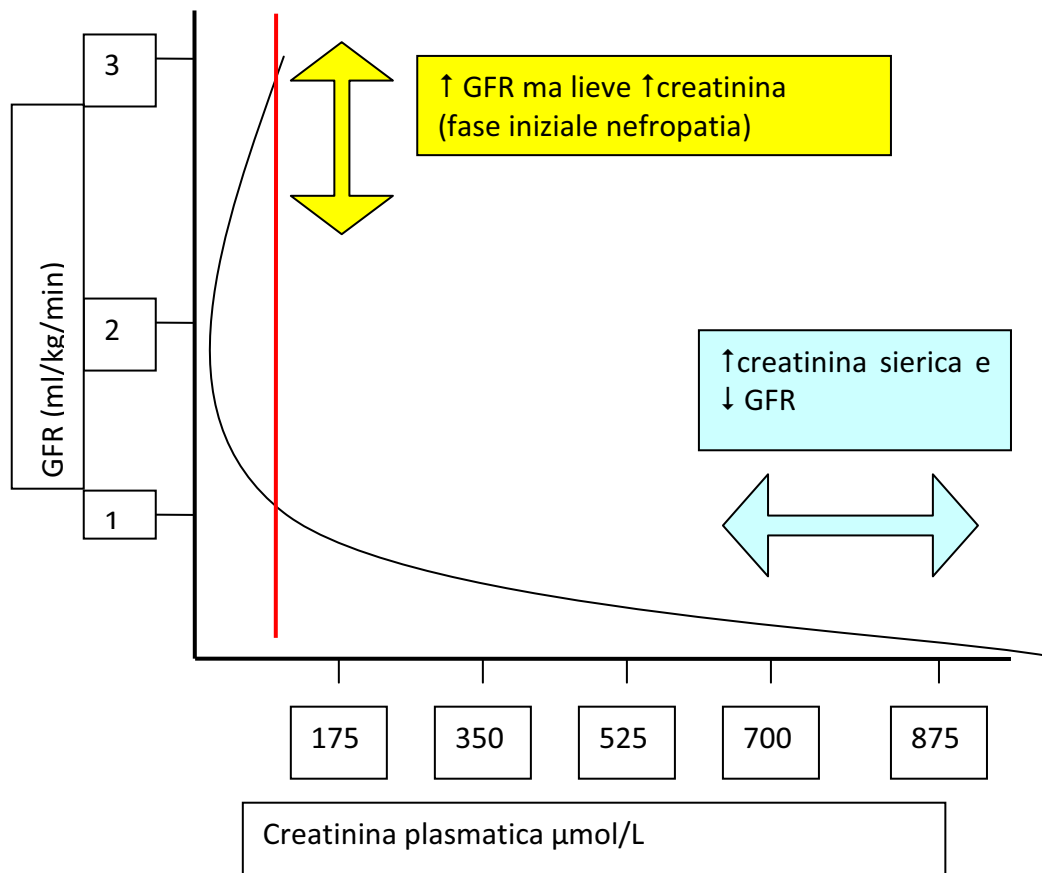 3
↑ GFR ma lieve ↑creatinina
(fase iniziale nefropatia)
GFR (ml/kg/min)
2
↑creatinina sierica e
↓ GFR
1
175
350
525
700
875
Creatinina plasmatica μmol/L